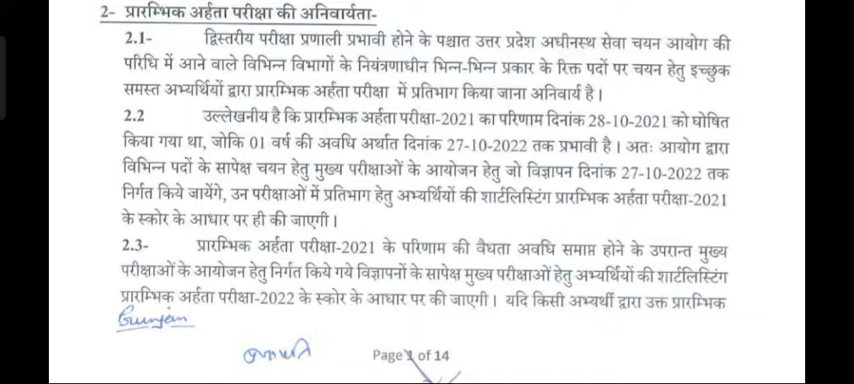 2- प्रारम्भिक अर्हता परीक्षा की अनिवार्यता-
2.1- द्विस्तरीय परीक्षा प्रणाली प्रभावी होने के पश्चात उत्तर प्रदेश अधीनस्थ सेवा चयन आयोग की
परिधि में आने वाले विभिन्न विभागों के नियंत्रणाधीन भिन्न-भिन्न प्रकार के रिक्त पदों पर चयन हेतु इच्छुक
समस्त अभ्यर्थियों द्वारा प्रारम्भिक अर्हता परीक्षा में प्रतिभाग किया जाना अनिवार्य है।
2.2 उल्लेखनीय है कि प्रारम्भिक अर्हता परीक्षा-2021 का परिणाम दिनांक 28-10-2021 को घोषित
किया गया था, जोकि 01 वर्ष की अवधि अर्थात दिनांक 27-10-2022 तक प्रभावी है। अतः आयोग द्वारा
विभिन्न पदों के सापेक्ष चयन हेतु मुख्य परीक्षाओं के आयोजन हेतु जो विज्ञापन दिनांक 27-10-2022 तक
निर्गत किये जायेंगे, उन परीक्षाओं में प्रतिभाग हेतु अभ्यर्थियों की शार्टलिस्टिंग प्रारम्भिक अर्हता परीक्षा-2021
के स्कोर के आधार पर ही की जाएगी।
2.3- प्रारम्भिक अर्हता परीक्षा-2021 के परिणाम की वैधता अवधि समाप्त होने के उपरान्त मुख्य
परीक्षाओं के आयोजन हेतु निर्गत किये गये विज्ञापनों के सापेक्ष मुख्य परीक्षाओं हेतु अभ्यर्थियों की शार्टलिस्टिंग
प्रारम्भिक अर्हता परीक्षा-2022 के स्कोर के आधार पर की जाएगी। यदि किसी अभ्यर्थी द्वारा उक्त प्रारम्भिक
Gunjan
Page 1 of 14